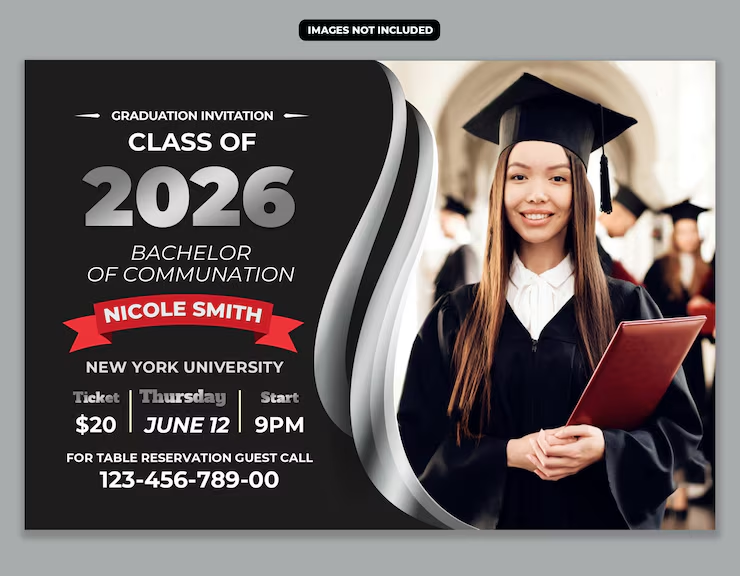 IMAGES NOT INCLUDED
GRADUATION INVITATION
CLASS OF
2026
BACHELOR
OF COMMUNATION
NICOLE SMITH
NEW YORK UNIVERSITY
Ticket Thursday Start
$20 JUNE 12 9PM
FOR TABLE RESERVATION GUEST CALL
123-456-789-00